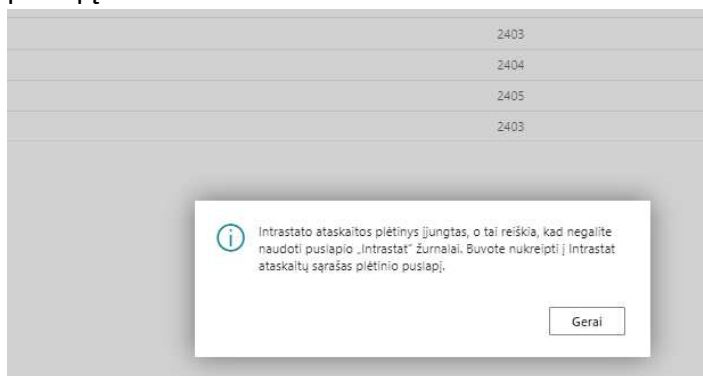 2403
2404
2405
2403
Intrastato ataskaitos plėtinys įjungtas, o tai reiškia, kad negalite
naudoti puslapio „Intrastat“ žurnalai. Buvote nukreipti į Intrastat
ataskaitų sąrašas plėtinio puslapį.
Gerai